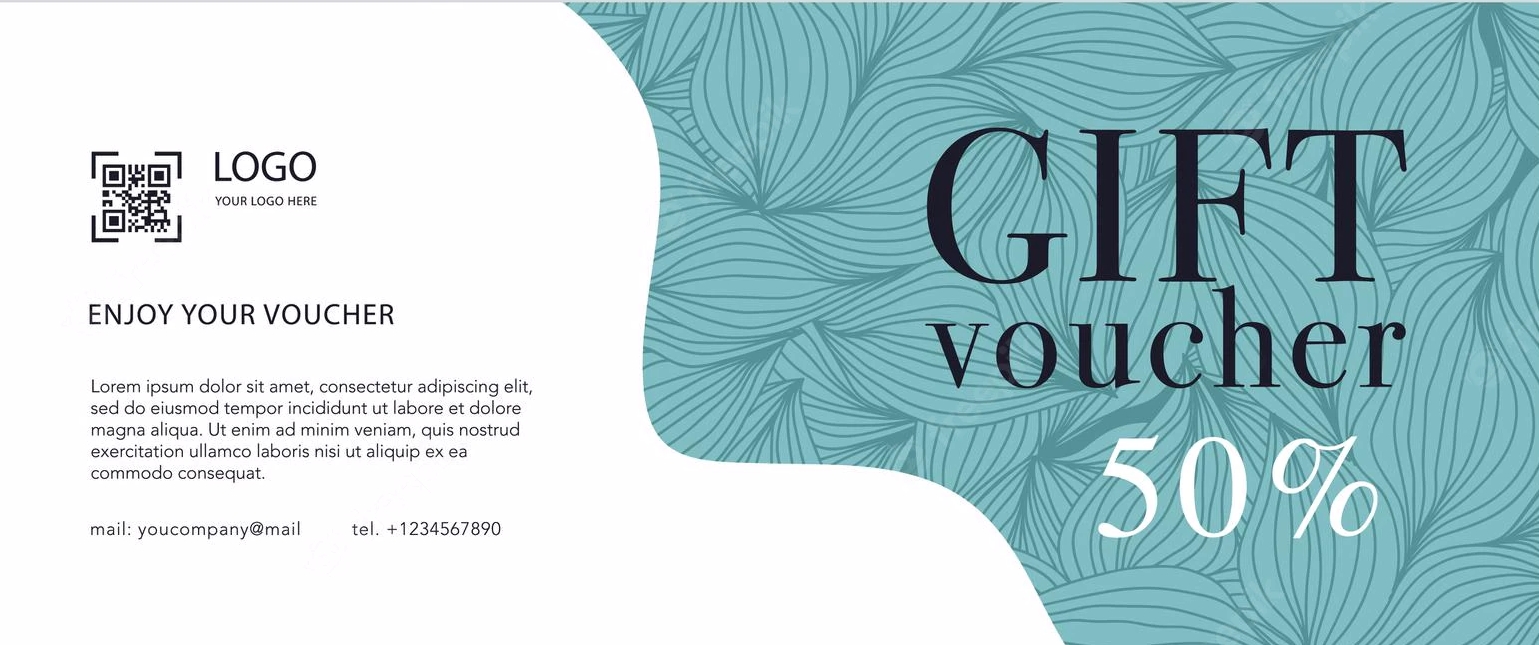 LOGO
YOUR LOGO HERE
ENJOY YOUR VOUCHER
Lorem ipsum dolor sit amet, consectetur adipiscing elit,
sed do eiusmod tempor incididunt ut labore et dolore
magna aliqua. Ut enim ad minim veniam, quis nostrud
exercitation ullamco laboris nisi ut aliquip ex ea
commodo consequat.
mail: youcompany@mail tel. +1234567890
GIFT
voucher
50%